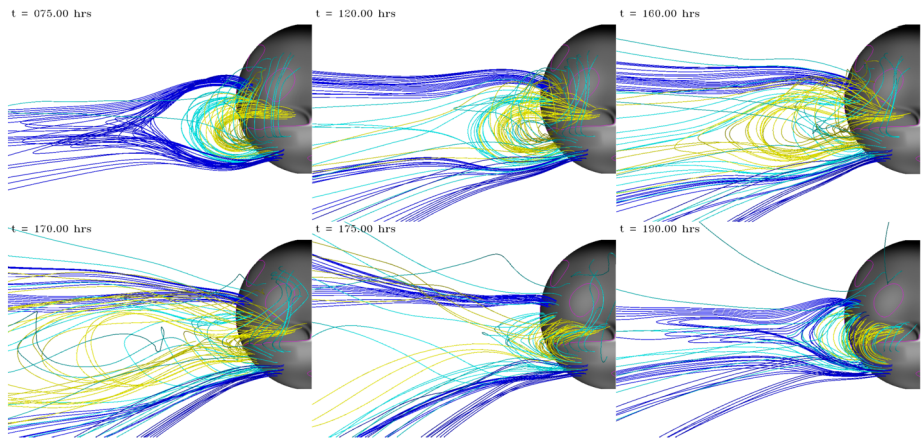 t = 075.00 hrs
t = 120.00 hrs
t = 160.00 hrs
t = 170.00 hrs
t = 175.00 hrs
t = 190.00 hrs